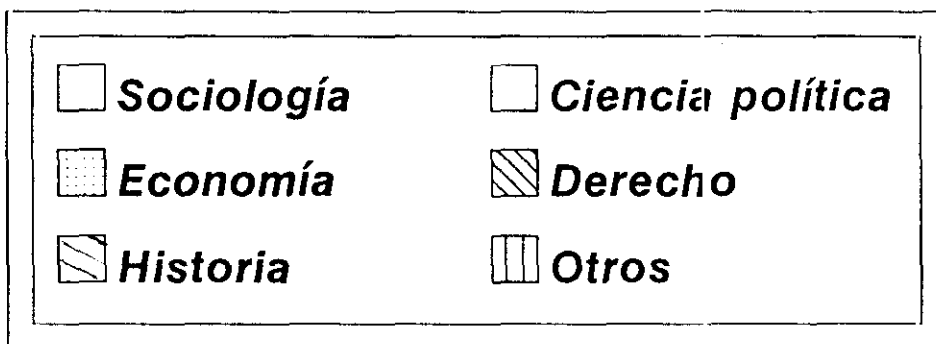 Sociología Ciencia política
Economía Derecho
Historia Otros